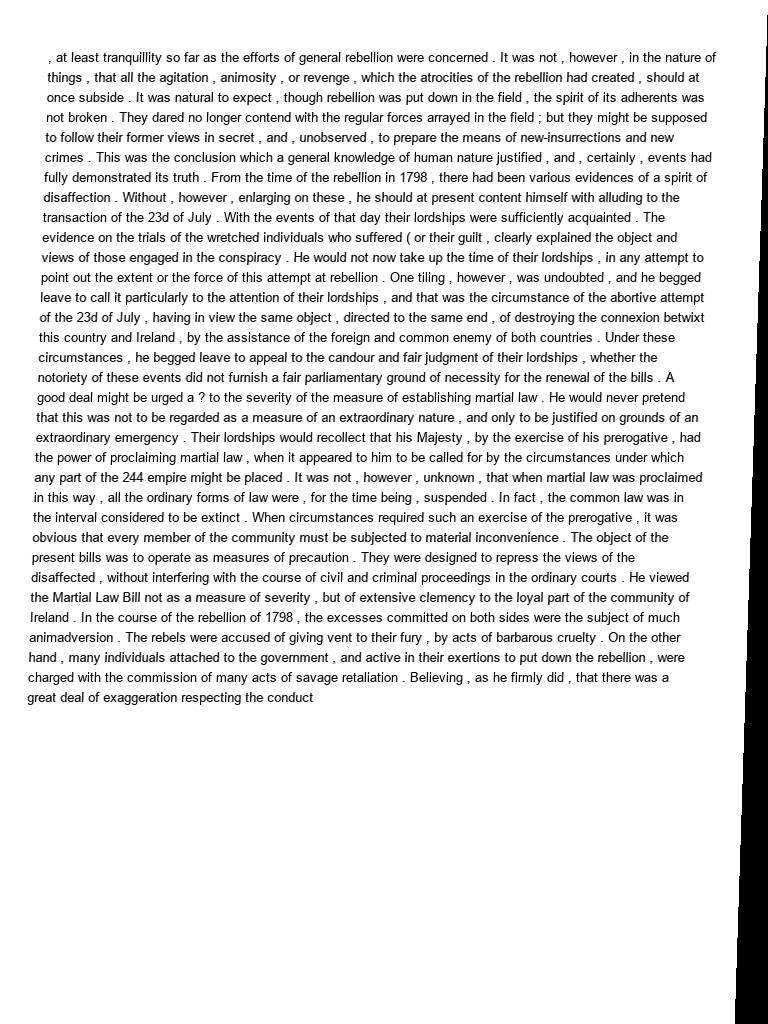 , at least tranquillity so far as the efforts of general rebellion were concerned . It was not , however , in the nature of
things , that all the agitation , animosity , or revenge , which the atrocities of the rebellion had created , should at
once subside . It was natural to expect , though rebellion was put down in the field , the spirit of its adherents was
not broken . They dared no longer contend with the regular forces arrayed in the field ; but they might be supposed
to follow their former views in secret , and , unobserved , to prepare the means of new-insurrections and new
crimes . This was the conclusion which a general knowledge of human nature justified , and , certainly , events had
fully demonstrated its truth . From the time of the rebellion in 1798 , there had been various evidences of a spirit of
disaffection . Without , however , enlarging on these , he should at present content himself with alluding to the
transaction of the 23d of July . With the events of that day their lordships were sufficiently acquainted . The
evidence on the trials of the wretched individuals who suffered ( or their guilt , clearly explained the object and
views of those engaged in the conspiracy . He would not now take up the time of their lordships , in any attempt to
point out the extent or the force of this attempt at rebellion . One tiling , however , was undoubted , and he begged
leave to call it particularly to the attention of their lordships , and that was the circumstance of the abortive attempt
of the 23d of July , having in view the same object , directed to the same end , of destroying the connexion betwixt
this country and Ireland , by the assistance of the foreign and common enemy of both countries . Under these
circumstances , he begged leave to appeal to the candour and fair judgment of their lordships , whether the
notoriety of these events did not furnish a fair parliamentary ground of necessity for the renewal of the bills . A
good deal might be urged a ? to the severity of the measure of establishing martial law . He would never pretend
that this was not to be regarded as a measure of an extraordinary nature , and only to be justified on grounds of an
extraordinary emergency . Their lordships would recollect that his Majesty , by the exercise of his prerogative , had
the power of proclaiming martial law , when it appeared to him to be called for by the circumstances under which
any part of the 244 empire might be placed . It was not , however , unknown , that when martial law was proclaimed
in this way , all the ordinary forms of law were , for the time being , suspended . In fact , the common law was in
the interval considered to be extinct . When circumstances required such an exercise of the prerogative , it was
obvious that every member of the community must be subjected to material inconvenience . The object of the
present bills was to operate as measures of precaution . They were designed to repress the views of the
disaffected , without interfering with the course of civil and criminal proceedings in the ordinary courts . He viewed
the Martial Law Bill not as a measure of severity , but of extensive clemency to the loyal part of the community of
Ireland . In the course of the rebellion of 1798 , the excesses committed on both sides were the subject of much
animadversion . The rebels were accused of giving vent to their fury , by acts of barbarous cruelty . On the other
hand , many individuals attached to the government , and active in their exertions to put down the rebellion , were
charged with the commission of many acts of savage retaliation . Believing , as he firmly did , that there was a
great deal of exaggeration respecting the conduct